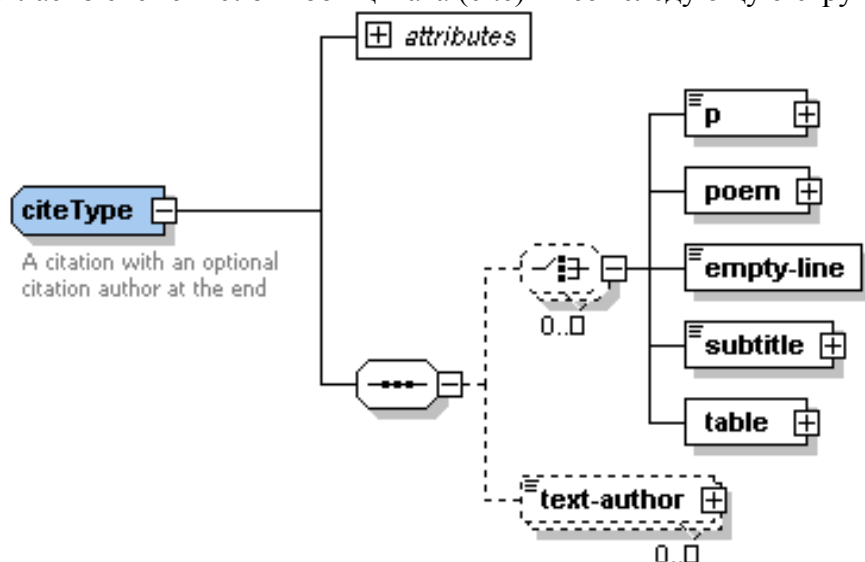 attributes
p
poem
citeType
A citation with an optional
citation author at the end
empty-line
0..□
subtitle
table
text-author
0..□